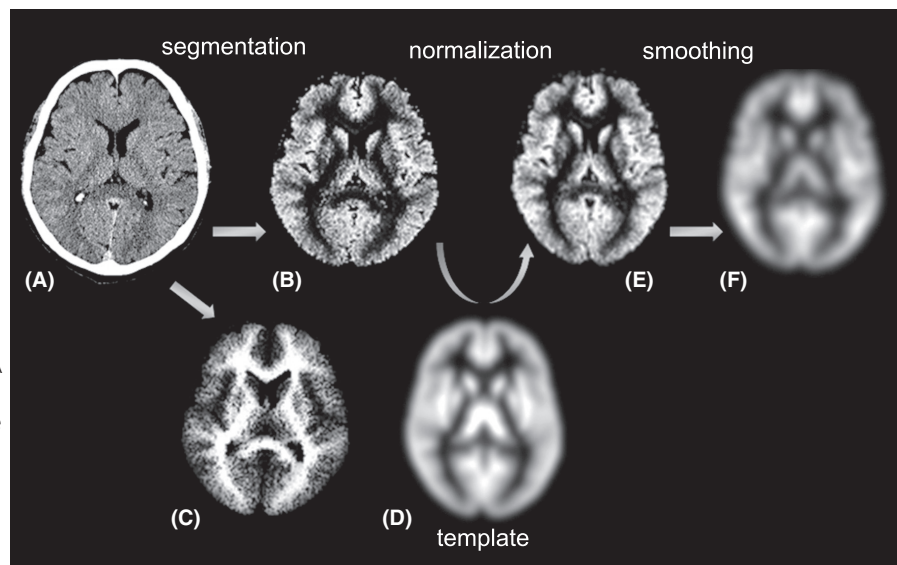 segmentation
normalization
smoothing
(A)
(B)
(E)
(F)
(C)
(D)
template